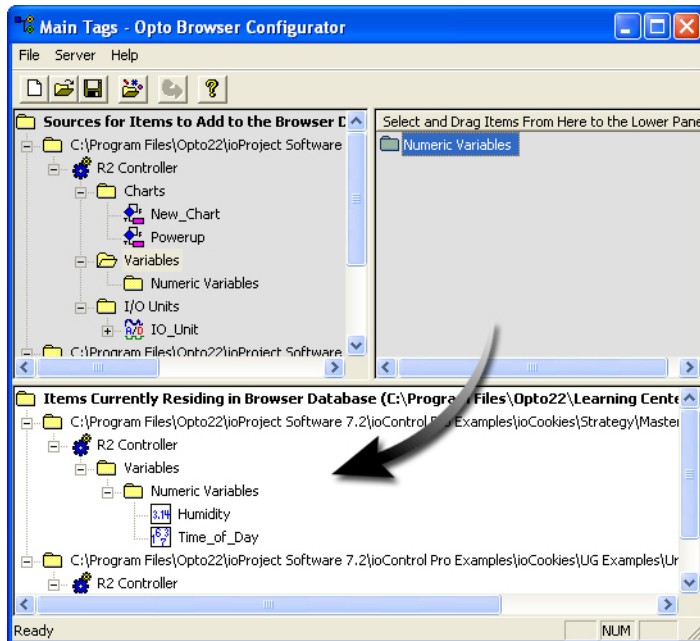 Main Tags - Opto Browser Configurator
File Server Help
Sources for Items to Add to the Browser D
C:\Program Files\Opto22\ioProject Software
R2 Controller
Charts
New_Chart
Powerup
Variables
Numeric Variables
I/O Units
IO_Unit
C:\Program Files\Opto22\ioProject Software
Select and Drag Items From Here to the Lower Pane
Numeric Variables
Items Currently Residing in Browser Database (C:\Program Files\Opto22\Learning Cente
C:\Program Files\Opto22\ioProject Software 7.2\ioControl Pro Examples\ioCookies\Strategy\Master
R2 Controller
Variables
Numeric Variables
Humidity
Time_of_Day
C:\Program Files\Opto22\ioProject Software 7.2\ioControl Pro Examples\ioCookies\UG Examples\Un
R2 Controller
Ready NUM